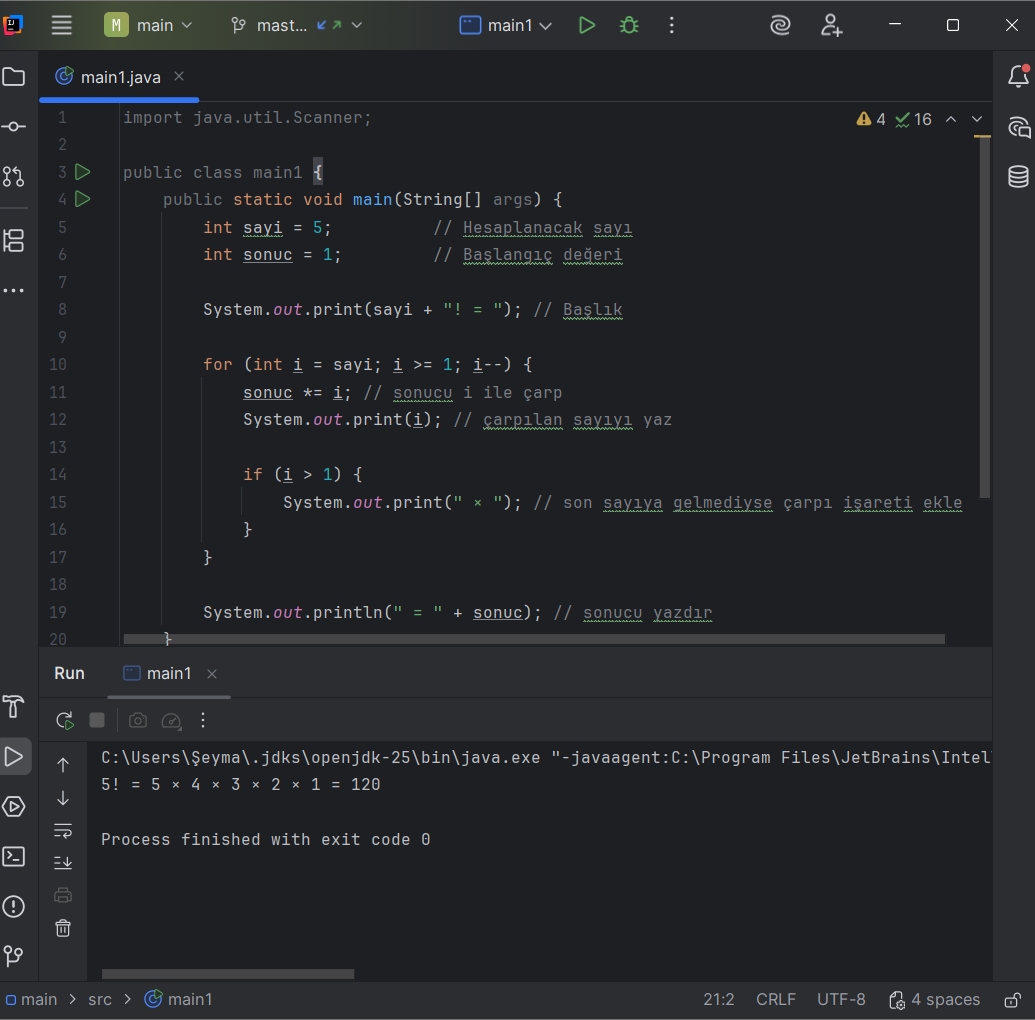 M main mast... main1
main1.java
1 import java.util.Scanner;
4 16
2
3 public class main1 {
4 public static void main(String[] args) {
5 int sayi = 5; // Hesaplanacak sayı
6 int sonuc = 1; // Başlangıç değeri
7
8 System.out.print(sayi + "! = "); // Başlık
9
10 for (int i = sayi; i >= 1; i--) {
11 sonuc *= i; // sonucu i ile çarp
12 System.out.print(i); // çarpılan sayıyı yaz
13
14 if (i > 1) {
15 System.out.print(" × "); // son sayıya gelmediyse çarpı işareti ekle
16 }
17 }
18
19 System.out.println(" = " + sonuc); // sonucu yazdır
20 }
Run main1
C:\Users\Şeyma\.jdks\openjdk-25\bin\java.exe "-javaagent:C:\Program Files\JetBrains\Intel
5! = 5 × 4 × 3 × 2 × 1 = 120
Process finished with exit code 0
main > src > main1 21:2 CRLF UTF-8 4 spaces